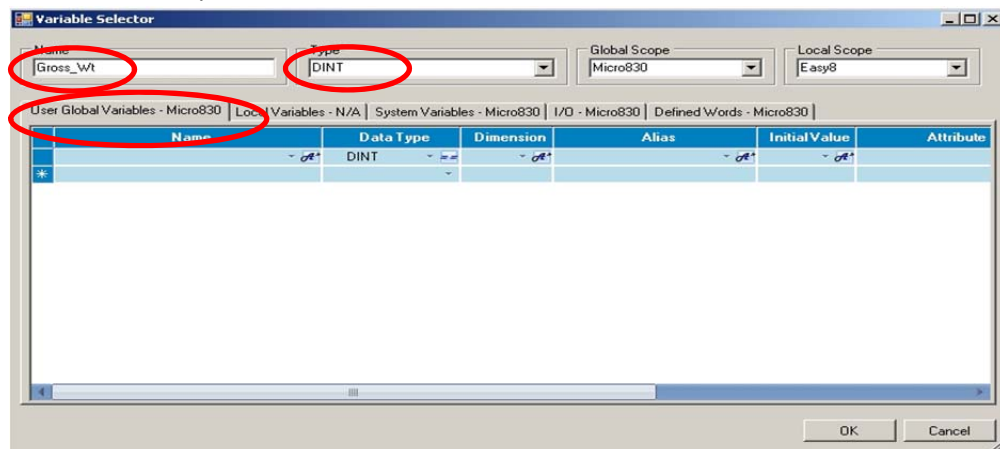 Variable Selector
Name Type Global Scope Local Scope
Gross_Wt DINT Micro830 Easy8
User Global Variables - Micro830 Local Variables - N/A System Variables - Micro830 I/O - Micro830 Defined Words - Micro830
Name Data Type Dimension Alias Initial Value Attribute
DINT
OK Cancel